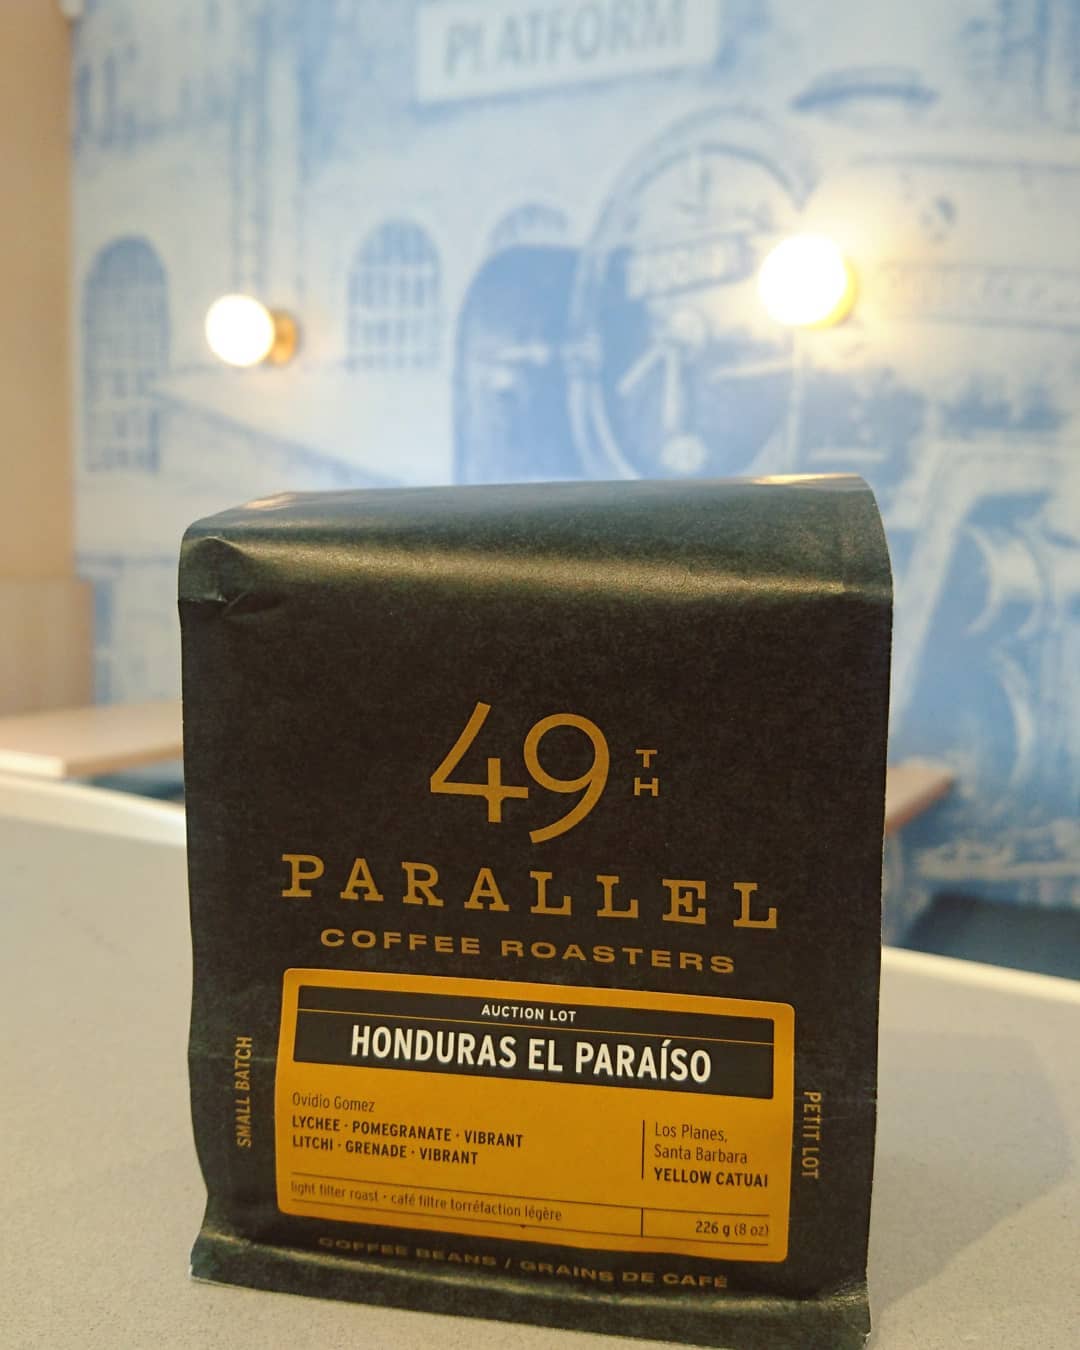 PLATFORM
49TH
PARALLEL
COFFEE ROASTERS
AUCTION LOT
HONDURAS EL PARAÍSO
SMALL BATCH
Ovidio Gomez
LYCHEE · POMEGRANATE · VIBRANT
LITCHI · GRENADE · VIBRANT
Los Planes,
Santa Barbara
YELLOW CATUAI
PETIT LOT
light filter roast · café filtre torréfaction légère
226 g (8 oz)
COFFEE BEANS / GRAINS DE CAFÉ